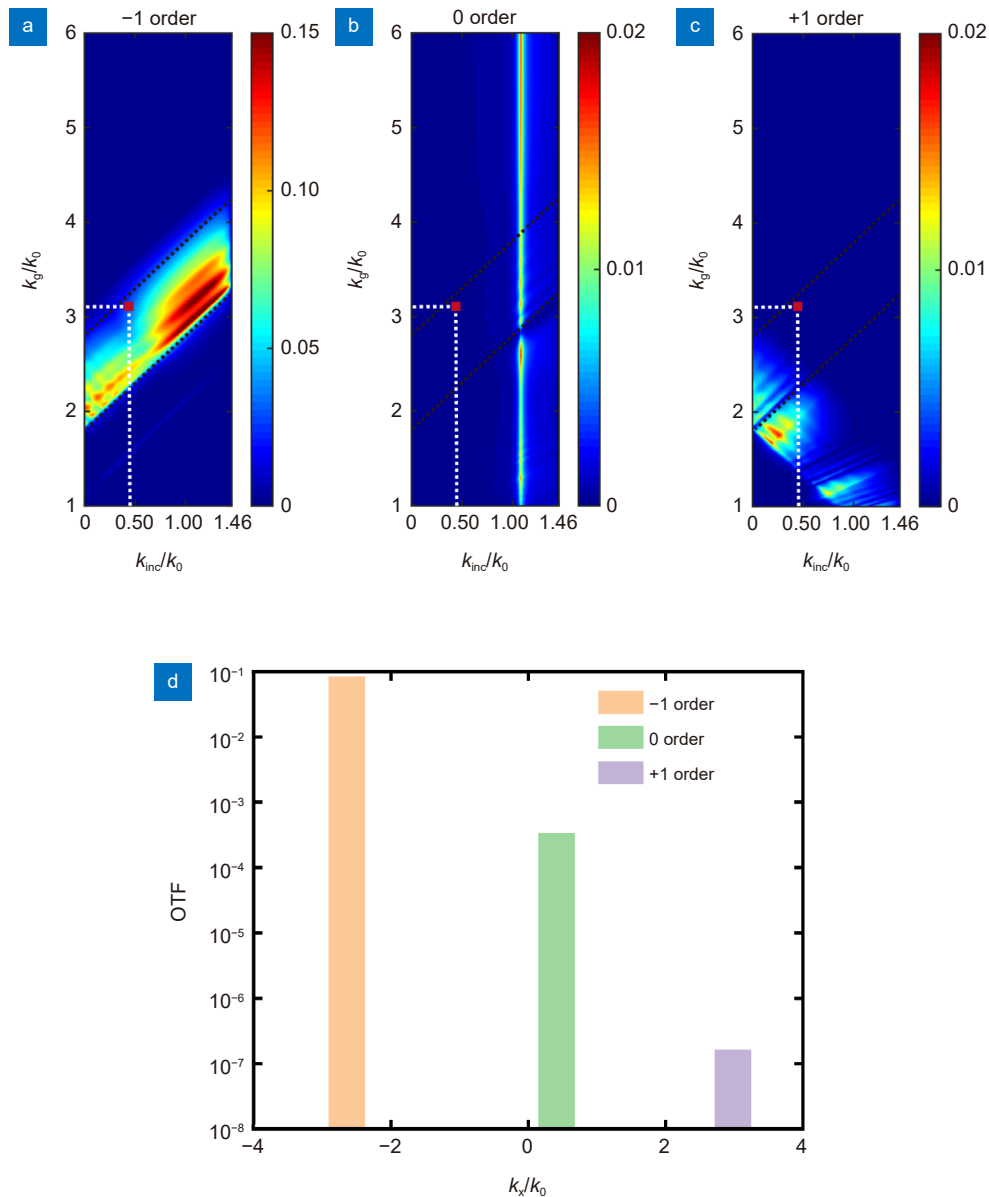 a
−1 order
6
5
4
3
2
1
kg/k0
0
0.50
1.00
1.46
kinc/k0
0.15
0.10
0.05
0
b
0 order
6
5
4
3
2
1
kg/k0
0
0.50
1.00
1.46
kinc/k0
0.02
0.01
0
c
+1 order
6
5
4
3
2
1
kg/k0
0
0.50
1.00
1.46
kinc/k0
0.02
0.01
0
d
10−1
10−2
10−3
10−4
10−5
10−6
10−7
10−8
OTF
−4
−2
0
2
4
kx/k0
−1 order
0 order
+1 order